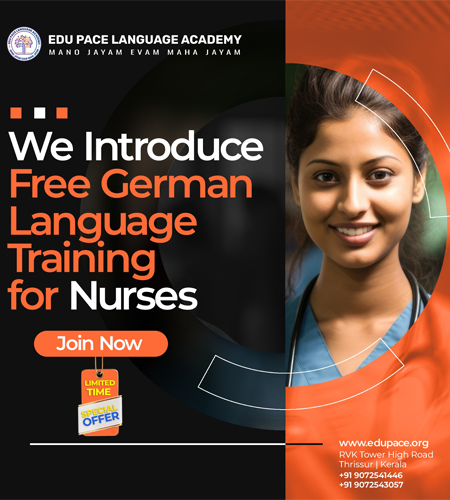 EDU PACE LANGUAGE ACADEMY
MANO JAYAM EVAM MAHA JAYAM
We Introduce
Free German
Language
Training
for Nurses
Join Now
LIMITED
TIME
SPECIAL
OFFER
www.edupace.org
RVK Tower High Road
Thrissur | Kerala
+91 9072541446
+91 9072543057